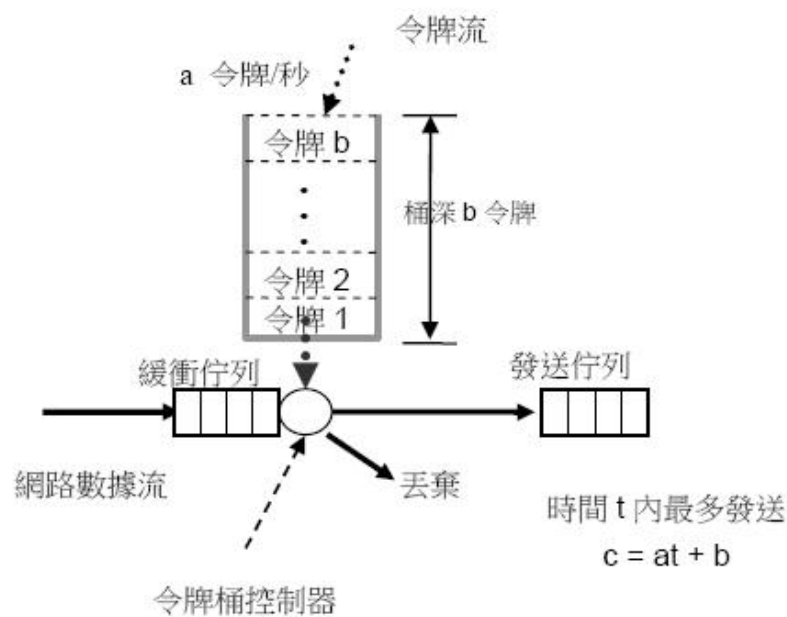 令牌流
a 令牌/秒
令牌 b
桶深 b 令牌
令牌 2
令牌 1
緩衝佇列
發送佇列
網路數據流
丟棄
時間 t 內最多發送
c = at + b
令牌桶控制器